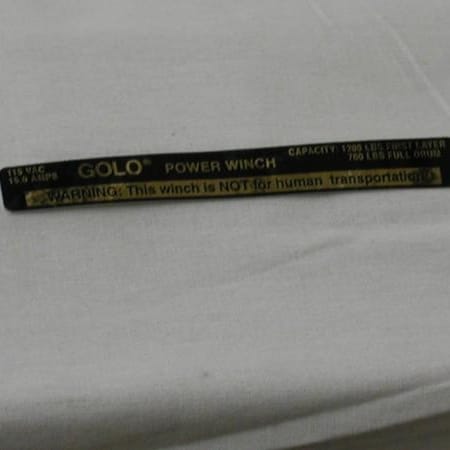 115 VAC
15.0 AMPS
GOLO® POWER WINCH
CAPACITY: 1200 LBS FIRST LAYER
760 LBS FULL DRUM
WARNING: This winch is NOT for human transportation